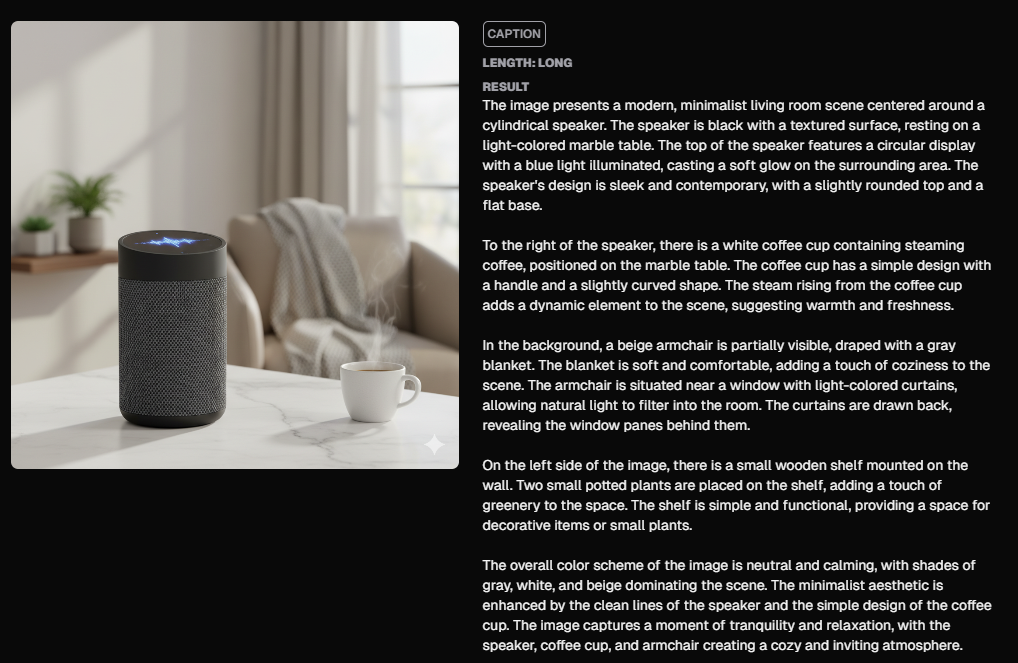 CAPTION
LENGTH: LONG
RESULT
The image presents a modern, minimalist living room scene centered around a
cylindrical speaker. The speaker is black with a textured surface, resting on a
light-colored marble table. The top of the speaker features a circular display
with a blue light illuminated, casting a soft glow on the surrounding area. The
speaker's design is sleek and contemporary, with a slightly rounded top and a
flat base.
To the right of the speaker, there is a white coffee cup containing steaming
coffee, positioned on the marble table. The coffee cup has a simple design with
a handle and a slightly curved shape. The steam rising from the coffee cup
adds a dynamic element to the scene, suggesting warmth and freshness.
In the background, a beige armchair is partially visible, draped with a gray
blanket. The blanket is soft and comfortable, adding a touch of coziness to the
scene. The armchair is situated near a window with light-colored curtains,
allowing natural light to filter into the room. The curtains are drawn back,
revealing the window panes behind them.
On the left side of the image, there is a small wooden shelf mounted on the
wall. Two small potted plants are placed on the shelf, adding a touch of
greenery to the space. The shelf is simple and functional, providing a space for
decorative items or small plants.
The overall color scheme of the image is neutral and calming, with shades of
gray, white, and beige dominating the scene. The minimalist aesthetic is
enhanced by the clean lines of the speaker and the simple design of the coffee
cup. The image captures a moment of tranquility and relaxation, with the
speaker, coffee cup, and armchair creating a cozy and inviting atmosphere.